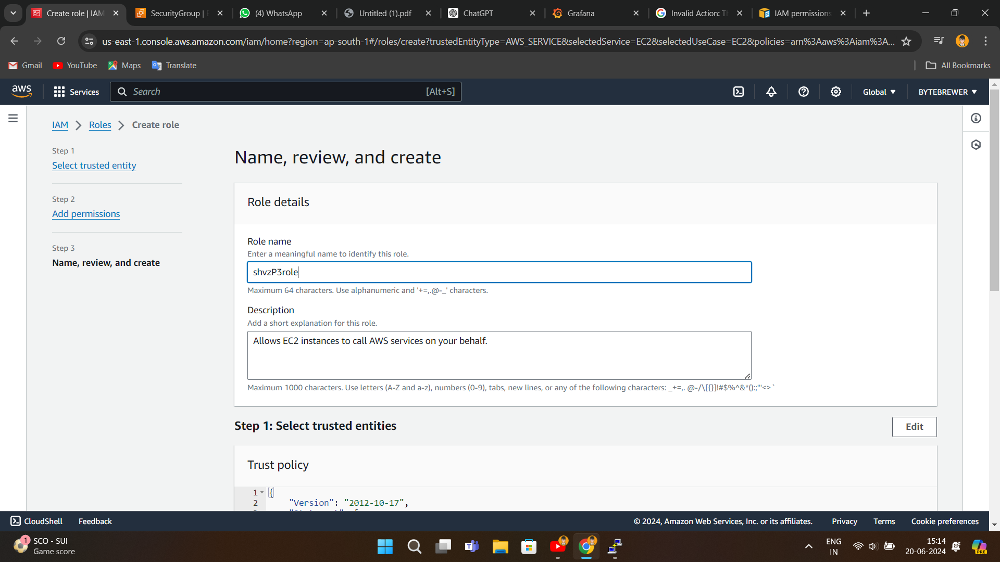 Create role | IAM
SecurityGroup |
(4) WhatsApp
Untitled (1).pdf
ChatGPT
Grafana
Invalid Action: Th
IAM permissions
us-east-1.console.aws.amazon.com/iam/home?region=ap-south-1#/roles/create?trustedEntityType=AWS_SERVICE&selectedService=EC2&selectedUseCase=EC2&policies=arn%3Aaws%3Aiam%3A...
Gmail
YouTube
Maps
Translate
All Bookmarks
aws
Services
Search
[Alt+S]
Global
BYTEBREWER
IAM
Roles
Create role
Step 1
Select trusted entity
Step 2
Add permissions
Step 3
Name, review, and create
Name, review, and create
Role details
Role name
Enter a meaningful name to identify this role.
shvzP3role
Maximum 64 characters. Use alphanumeric and '+=,.@-_' characters.
Description
Add a short explanation for this role.
Allows EC2 instances to call AWS services on your behalf.
Maximum 1000 characters. Use letters (A-Z and a-z), numbers (0-9), tabs, new lines, or any of the following characters: _+=,. @-/\[{}]!#$%^&*();:"'<>`
Step 1: Select trusted entities
Edit
Trust policy
1 {
2 "Version": "2012-10-17",
CloudShell
Feedback
© 2024, Amazon Web Services, Inc. or its affiliates.
Privacy
Terms
Cookie preferences
1
SCO - SUI
Game score
ENG
IN
15:14
20-06-2024
PRE